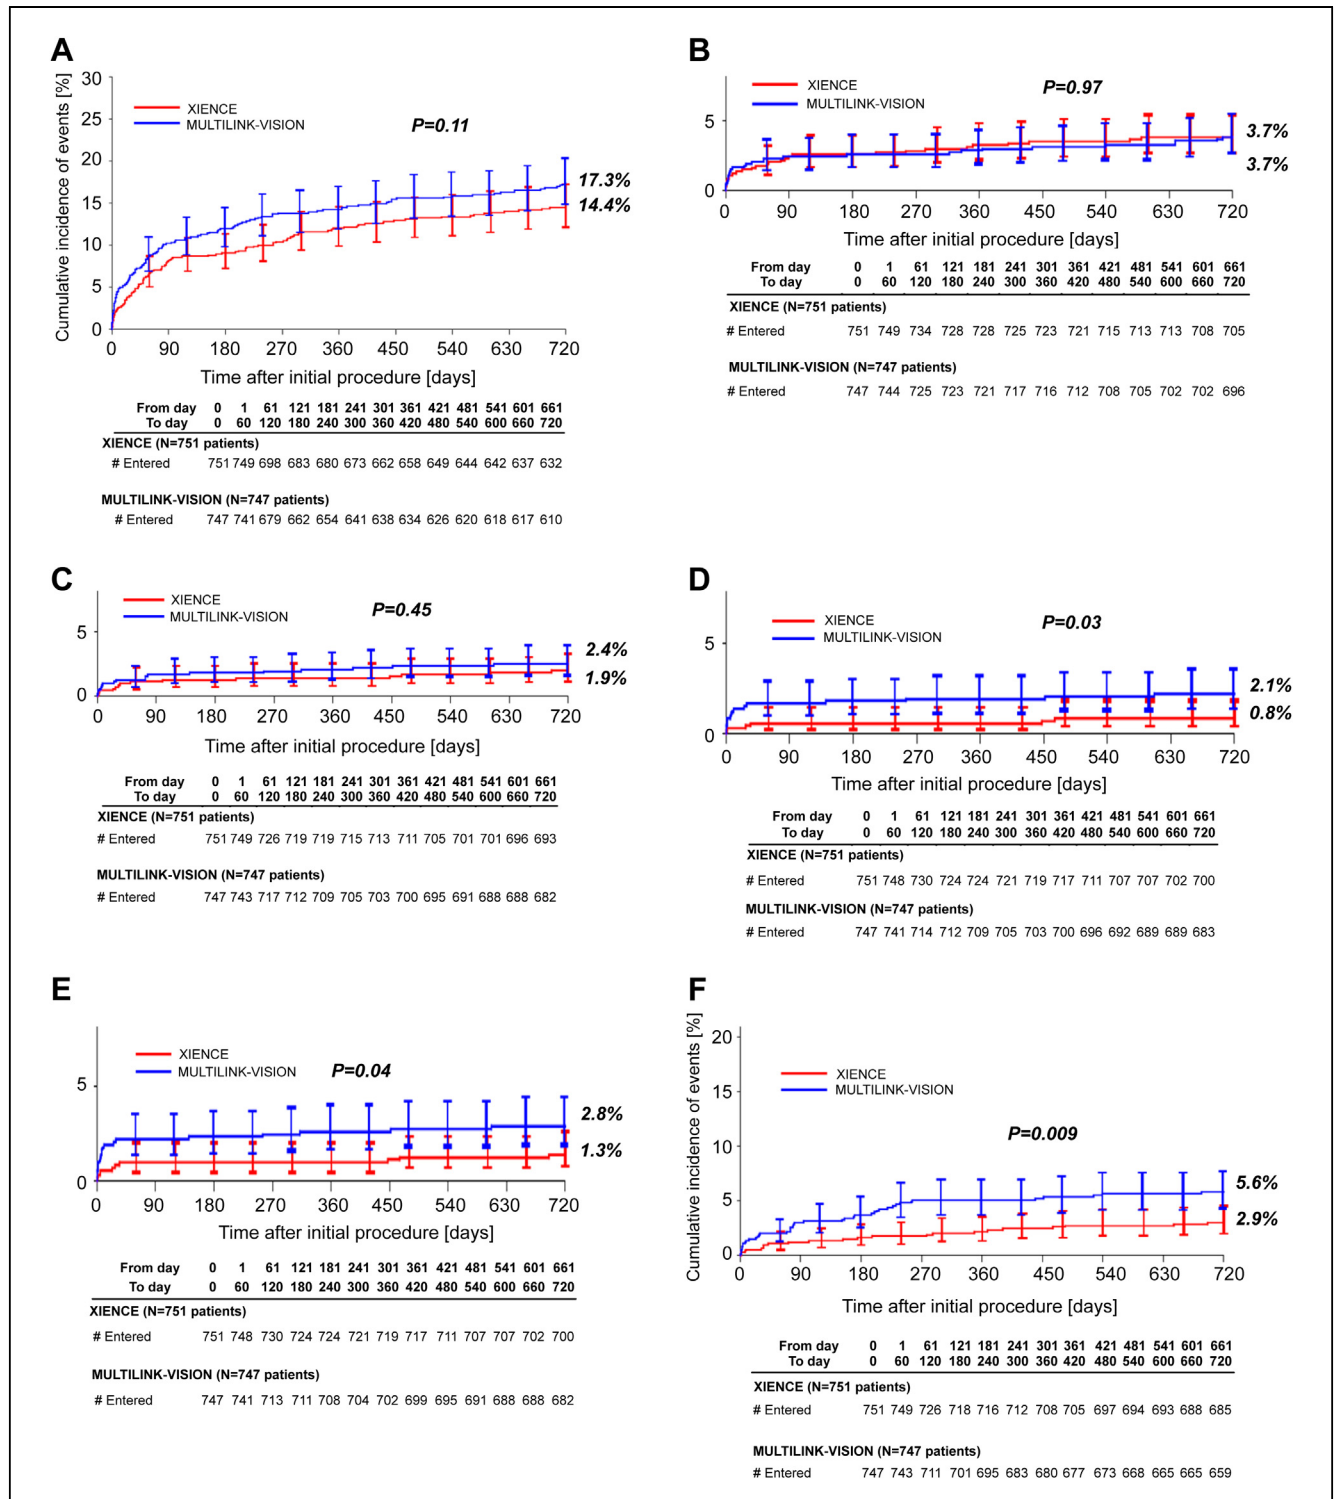 A
Cumulative incidence of events [%]
30
25
20
15
10
5
0
XIENCE
MULTILINK-VISION
P=0.11
17.3%
14.4%
0 90 180 270 360 450 540 630 720
Time after initial procedure [days]
From day 0 1 61 121 181 241 301 361 421 481 541 601 661
To day 0 60 120 180 240 300 360 420 480 540 600 660 720
XIENCE (N=751 patients)
# Entered 751 749 698 683 680 673 662 658 649 644 642 637 632
MULTILINK-VISION (N=747 patients)
# Entered 747 741 679 662 654 641 638 634 626 620 618 617 610
B
XIENCE
MULTILINK-VISION
P=0.97
5
0
3.7%
3.7%
0 90 180 270 360 450 540 630 720
Time after initial procedure [days]
From day 0 1 61 121 181 241 301 361 421 481 541 601 661
To day 0 60 120 180 240 300 360 420 480 540 600 660 720
XIENCE (N=751 patients)
# Entered 751 749 734 728 728 725 723 721 715 713 713 708 705
MULTILINK-VISION (N=747 patients)
# Entered 747 744 725 723 721 717 716 712 708 705 702 702 696
C
XIENCE
MULTILINK-VISION
P=0.45
5
0
2.4%
1.9%
0 90 180 270 360 450 540 630 720
Time after initial procedure [days]
From day 0 1 61 121 181 241 301 361 421 481 541 601 661
To day 0 60 120 180 240 300 360 420 480 540 600 660 720
XIENCE (N=751 patients)
# Entered 751 749 726 719 719 715 713 711 705 701 701 696 693
MULTILINK-VISION (N=747 patients)
# Entered 747 743 717 712 709 705 703 700 695 691 688 688 682
D
XIENCE
MULTILINK-VISION
P=0.03
5
0
2.1%
0.8%
0 90 180 270 360 450 540 630 720
Time after initial procedure [days]
From day 0 1 61 121 181 241 301 361 421 481 541 601 661
To day 0 60 120 180 240 300 360 420 480 540 600 660 720
XIENCE (N=751 patients)
# Entered 751 748 730 724 724 721 719 717 711 707 707 702 700
MULTILINK-VISION (N=747 patients)
# Entered 747 741 714 712 709 705 703 700 696 692 689 689 683
E
XIENCE
MULTILINK-VISION
P=0.04
5
0
2.8%
1.3%
0 90 180 270 360 450 540 630 720
Time after initial procedure [days]
From day 0 1 61 121 181 241 301 361 421 481 541 601 661
To day 0 60 120 180 240 300 360 420 480 540 600 660 720
XIENCE (N=751 patients)
# Entered 751 748 730 724 724 721 719 717 711 707 707 702 700
MULTILINK-VISION (N=747 patients)
# Entered 747 741 713 711 708 704 702 699 695 691 688 688 682
F
Cumulative incidence of events [%]
20
15
10
5
0
XIENCE
MULTILINK-VISION
P=0.009
5.6%
2.9%
0 90 180 270 360 450 540 630 720
Time after initial procedure [days]
From day 0 1 61 121 181 241 301 361 421 481 541 601 661
To day 0 60 120 180 240 300 360 420 480 540 600 660 720
XIENCE (N=751 patients)
# Entered 751 749 726 718 716 712 708 705 697 694 693 688 685
MULTILINK-VISION (N=747 patients)
# Entered 747 743 711 701 695 683 680 677 673 668 665 665 659